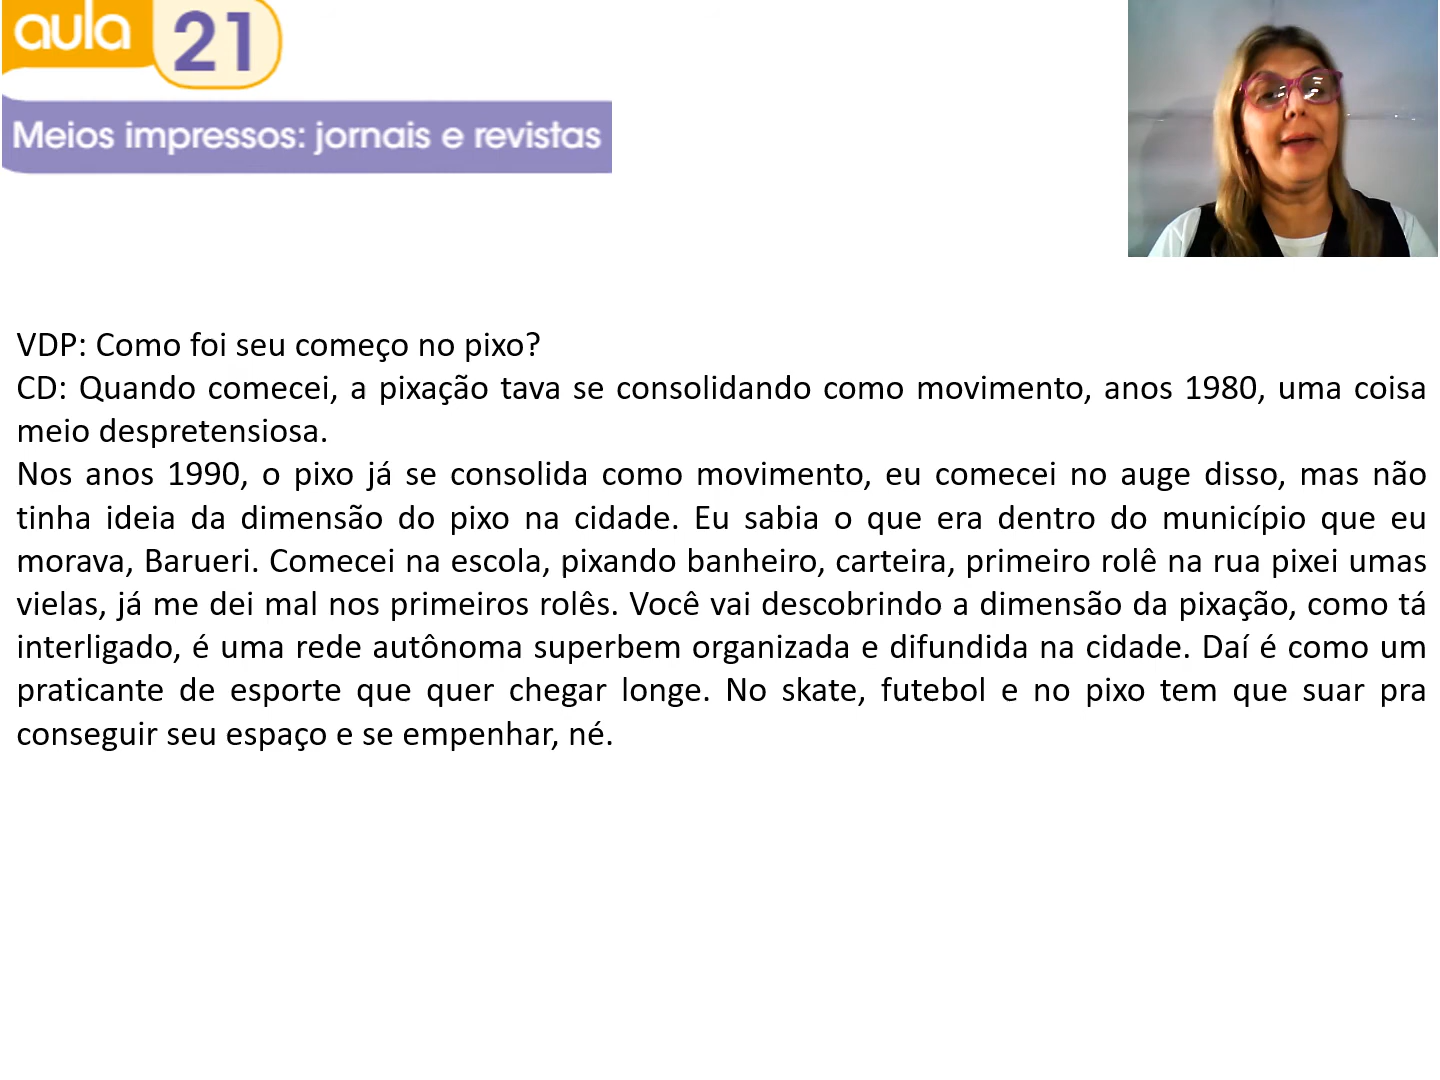 aula 21
Meios impressos: jornais e revistas
VDP: Como foi seu começo no pixo?
CD: Quando comecei, a pixação tava se consolidando como movimento, anos 1980, uma coisa
meio despretensiosa.
Nos anos 1990, o pixo já se consolida como movimento, eu comecei no auge disso, mas não
tinha ideia da dimensão do pixo na cidade. Eu sabia o que era dentro do município que eu
morava, Barueri. Comecei na escola, pixando banheiro, carteira, primeiro rolê na rua pixei umas
vielas, já me dei mal nos primeiros rolês. Você vai descobrindo a dimensão da pixação, como tá
interligado, é uma rede autônoma superbem organizada e difundida na cidade. Daí é como um
praticante de esporte que quer chegar longe. No skate, futebol e no pixo tem que suar pra
conseguir seu espaço e se empenhar, né.